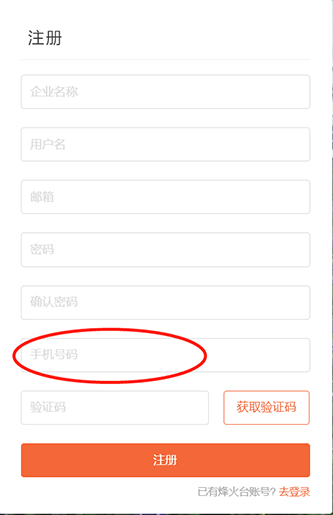 注册
企业名称
用户名
邮箱
密码
确认密码
手机号码
验证码 获取验证码
注册
已有烽火台账号? 去登录